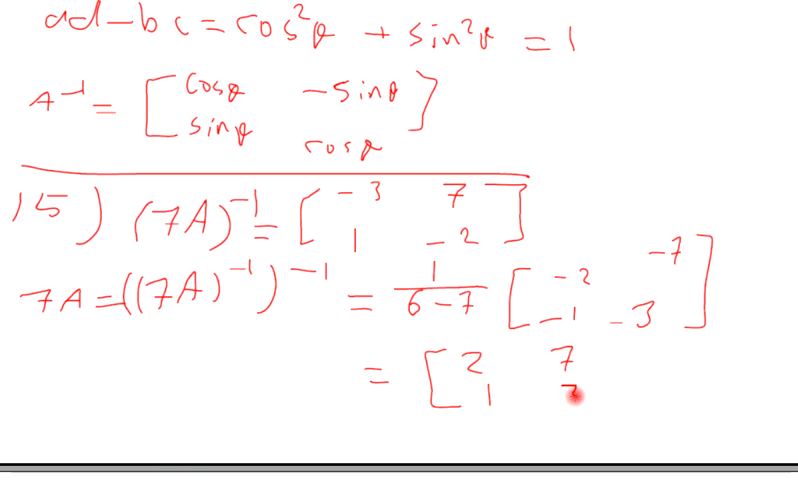 ad-bc = cos²θ + sin²θ = 1
A⁻¹ = [cosθ -sinθ
sinθ cosθ]
15) (7A)⁻¹ = [-3 7
1 -2]
7A = ((7A)⁻¹)⁻¹ = 1/(6-7) [-2 -7
-1 -3]
= [2 7
1